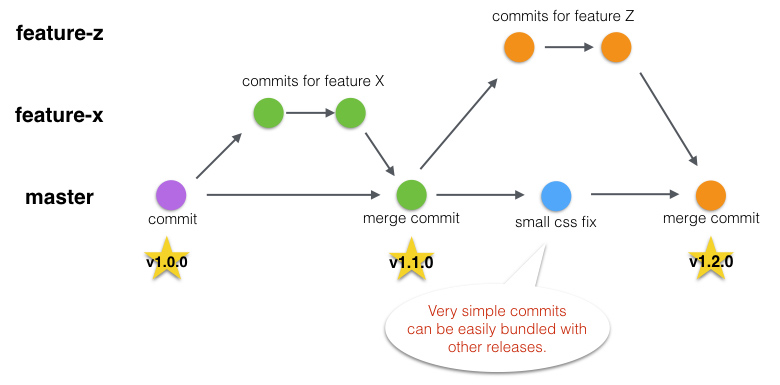 feature-z
commits for feature Z
commits for feature X
feature-x
master
commit
merge commit
small css fix
merge commit
v1.0.0
v1.1.0
v1.2.0
Very simple commits
can be easily bundled with
other releases.